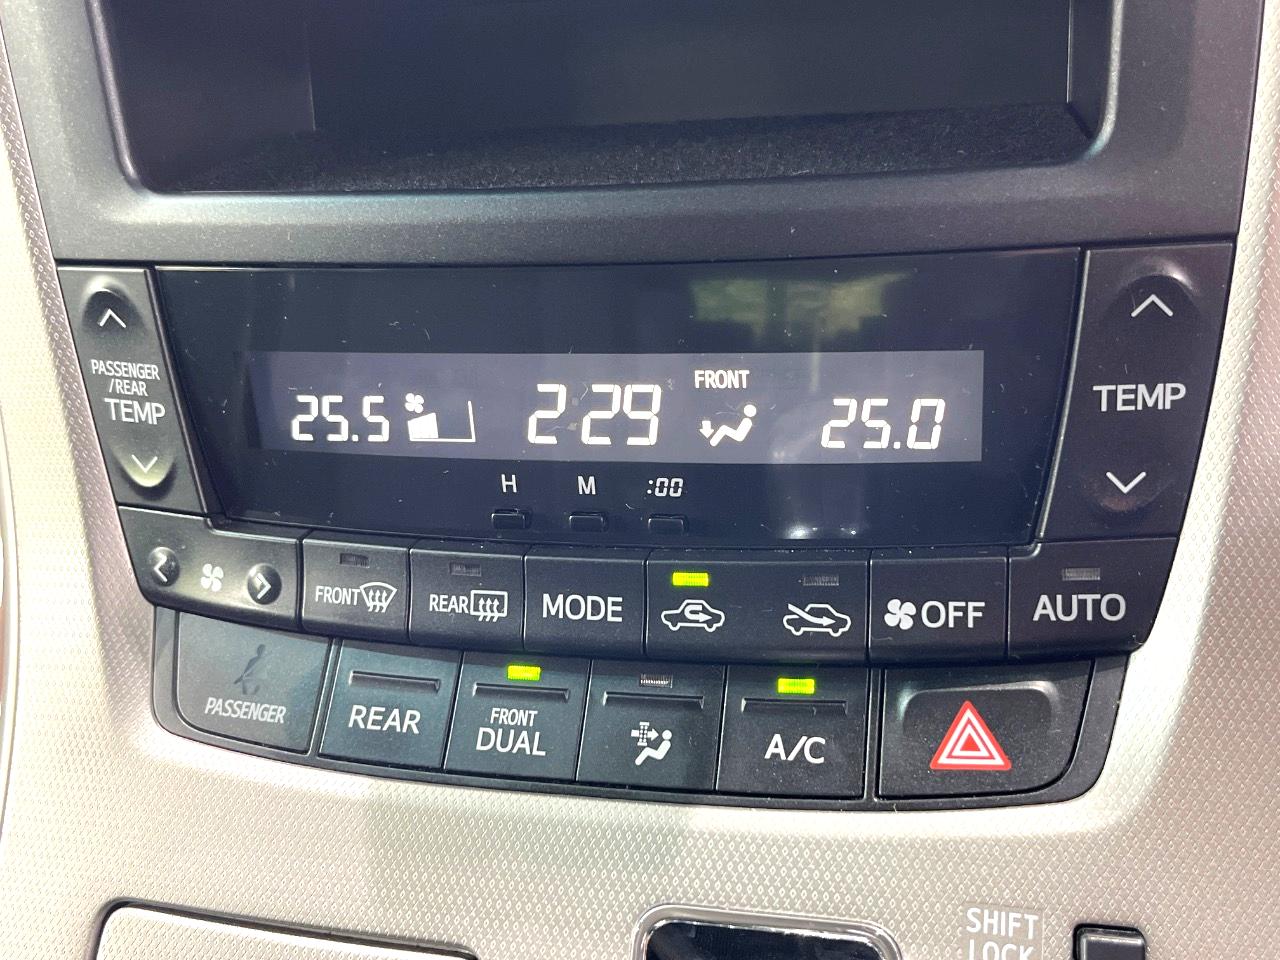 PASSENGER
/REAR
TEMP
25.5
2:29
FRONT
25.0
TEMP
H
M
:00
FRONT
REAR
MODE
OFF
AUTO
PASSENGER
REAR
FRONT
DUAL
A/C
SHIFT
LOCK